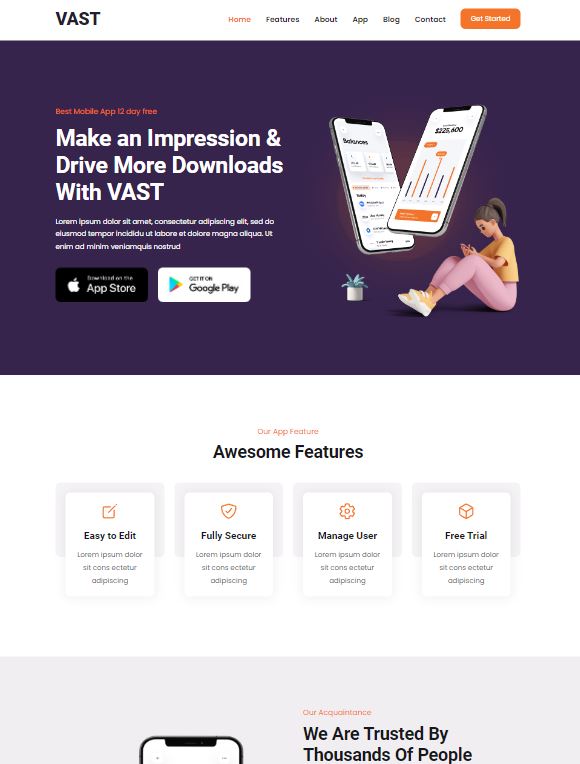 VAST
Home Features About App Blog Contact Get Started
Best Mobile App 12 day free
Make an Impression &
Drive More Downloads
With VAST
Lorem ipsum dolor sit amet, consectetur adipiscing elit, sed do
eiusmod tempor incididu ut labore et dolore magna aliqua. Ut
enim ad minim veniamquis nostrud
Download on the
App Store
GET IT ON
Google Play
Balances
$325,600
Our App Feature
Awesome Features
Easy to Edit
Lorem ipsum dolor
sit cons ectetur
adipiscing
Fully Secure
Lorem ipsum dolor
sit cons ectetur
adipiscing
Manage User
Lorem ipsum dolor
sit cons ectetur
adipiscing
Free Trial
Lorem ipsum dolor
sit cons ectetur
adipiscing
Our Acquaintance
We Are Trusted By
Thousands Of People